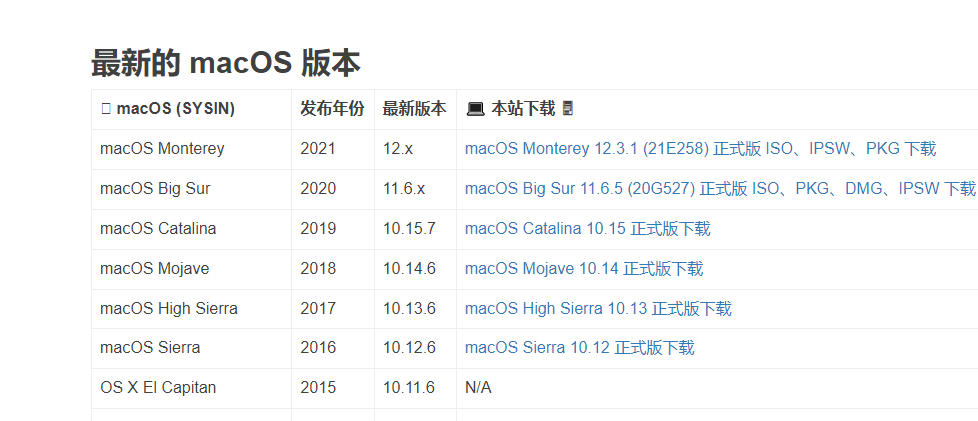 最新的 macOS 版本
macOS (SYSIN) 发布年份 最新版本 💻 本站下载 🖥
macOS Monterey 2021 12.x macOS Monterey 12.3.1 (21E258) 正式版 ISO、IPSW、PKG 下载
macOS Big Sur 2020 11.6.x macOS Big Sur 11.6.5 (20G527) 正式版 ISO、PKG、DMG、IPSW 下载
macOS Catalina 2019 10.15.7 macOS Catalina 10.15 正式版下载
macOS Mojave 2018 10.14.6 macOS Mojave 10.14 正式版下载
macOS High Sierra 2017 10.13.6 macOS High Sierra 10.13 正式版下载
macOS Sierra 2016 10.12.6 macOS Sierra 10.12 正式版下载
OS X El Capitan 2015 10.11.6 N/A